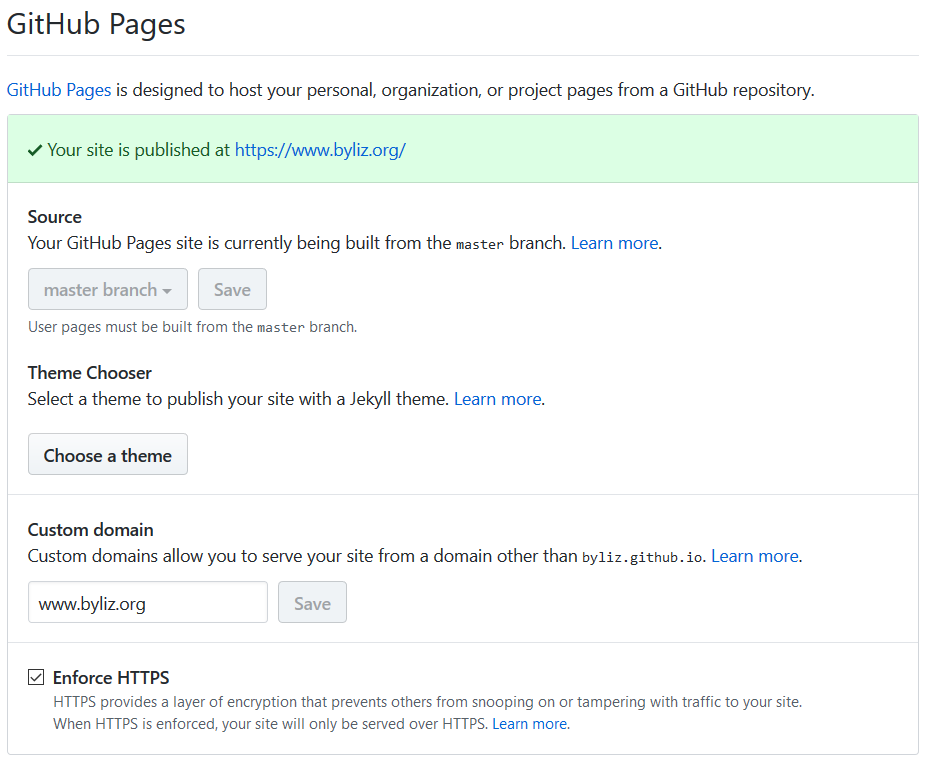 GitHub Pages
GitHub Pages is designed to host your personal, organization, or project pages from a GitHub repository.
Your site is published at https://www.byliz.org/
Source
Your GitHub Pages site is currently being built from the master branch. Learn more.
master branch Save
User pages must be built from the master branch.
Theme Chooser
Select a theme to publish your site with a Jekyll theme. Learn more.
Choose a theme
Custom domain
Custom domains allow you to serve your site from a domain other than byliz.github.io. Learn more.
www.byliz.org Save
Enforce HTTPS
HTTPS provides a layer of encryption that prevents others from snooping on or tampering with traffic to your site.
When HTTPS is enforced, your site will only be served over HTTPS. Learn more.